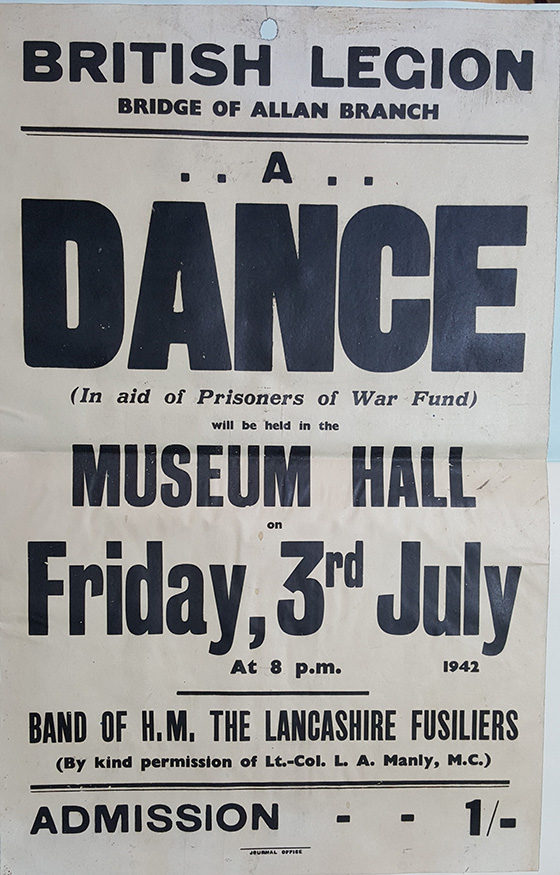 BRITISH LEGION
BRIDGE OF ALLAN BRANCH
. . A . .
DANCE
(In aid of Prisoners of War Fund)
will be held in the
MUSEUM HALL
on
Friday, 3rd July
At 8 p.m. 1942
BAND OF H.M. THE LANCASHIRE FUSILIERS
(By kind permission of Lt.-Col. L. A. Manly, M.C.)
ADMISSION - - 1/-
JOURNAL OFFICE